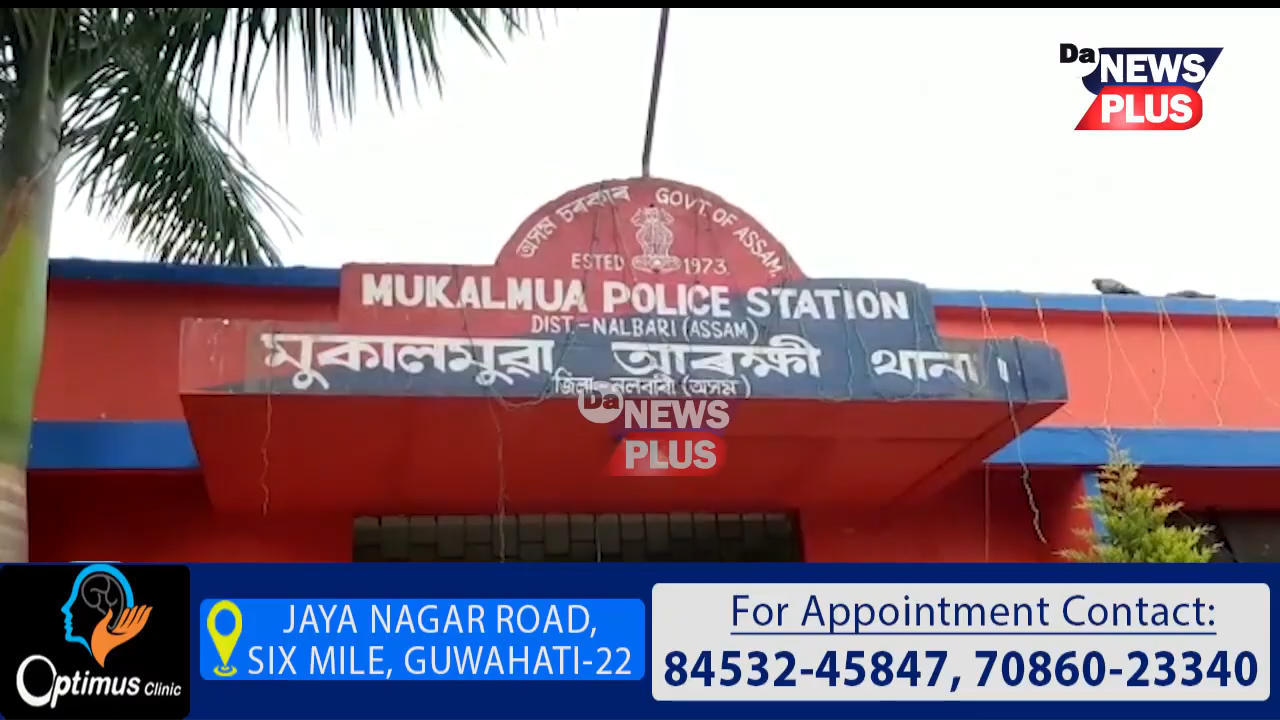 Da
NEWS
PLUS
অসম চৰকাৰ GOVT. OF ASSAM.
ESTED 1973.
MUKALMUA POLICE STATION
DIST.-NALBARI (ASSAM)
মুকালমুৱা আৰক্ষী থানা।
জিলা-নলবাৰী (অসম)
Da
NEWS
PLUS
Optimus Clinic
JAYA NAGAR ROAD,
SIX MILE, GUWAHATI-22
For Appointment Contact:
84532-45847, 70860-23340